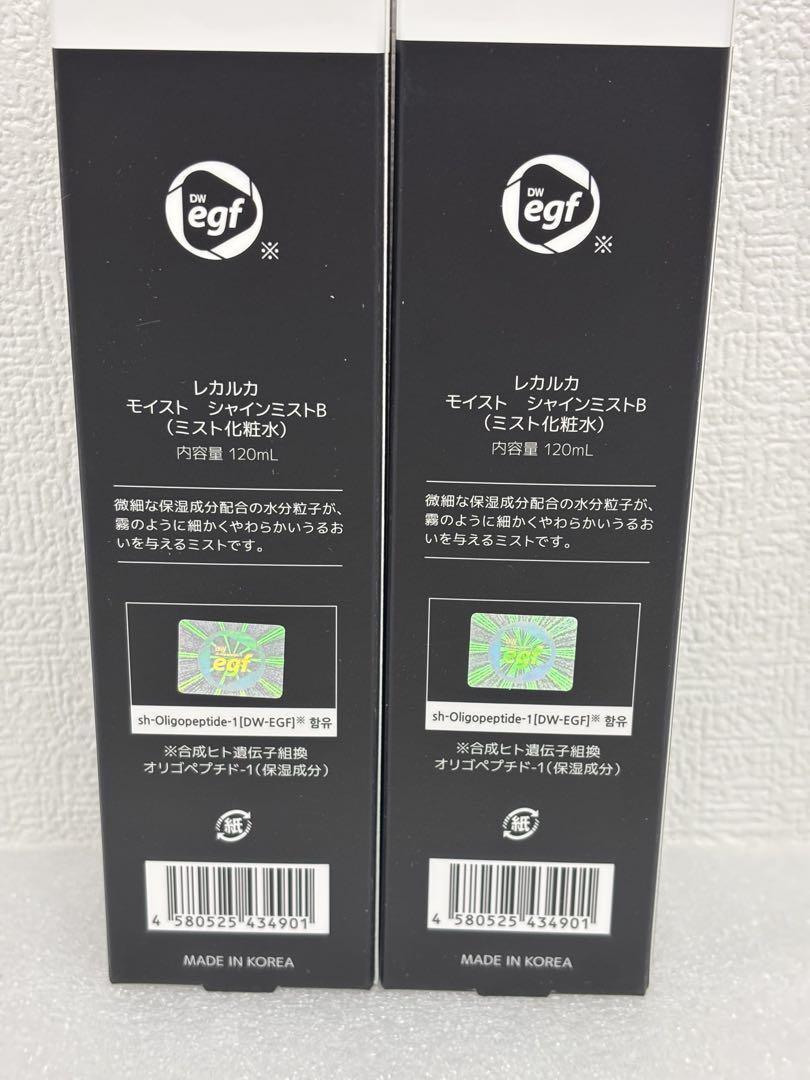 DW
egf
※
レカルカ
モイスト　シャインミストB
（ミスト化粧水）
内容量 120mL
微細な保湿成分配合の水分粒子が、
霧のように細かくやわらかいうるお
いを与えるミストです。
DW
egf
sh-Oligopeptide-1[DW-EGF]※ 함유
※合成ヒト遺伝子組換
オリゴペプチド-1（保湿成分）
紙
4 580525 434901
MADE IN KOREA
DW
egf
※
レカルカ
モイスト　シャインミストB
（ミスト化粧水）
内容量 120mL
微細な保湿成分配合の水分粒子が、
霧のように細かくやわらかいうるお
いを与えるミストです。
DW
egf
sh-Oligopeptide-1[DW-EGF]※ 함유
※合成ヒト遺伝子組換
オリゴペプチド-1（保湿成分）
紙
4 580525 434901
MADE IN KOREA